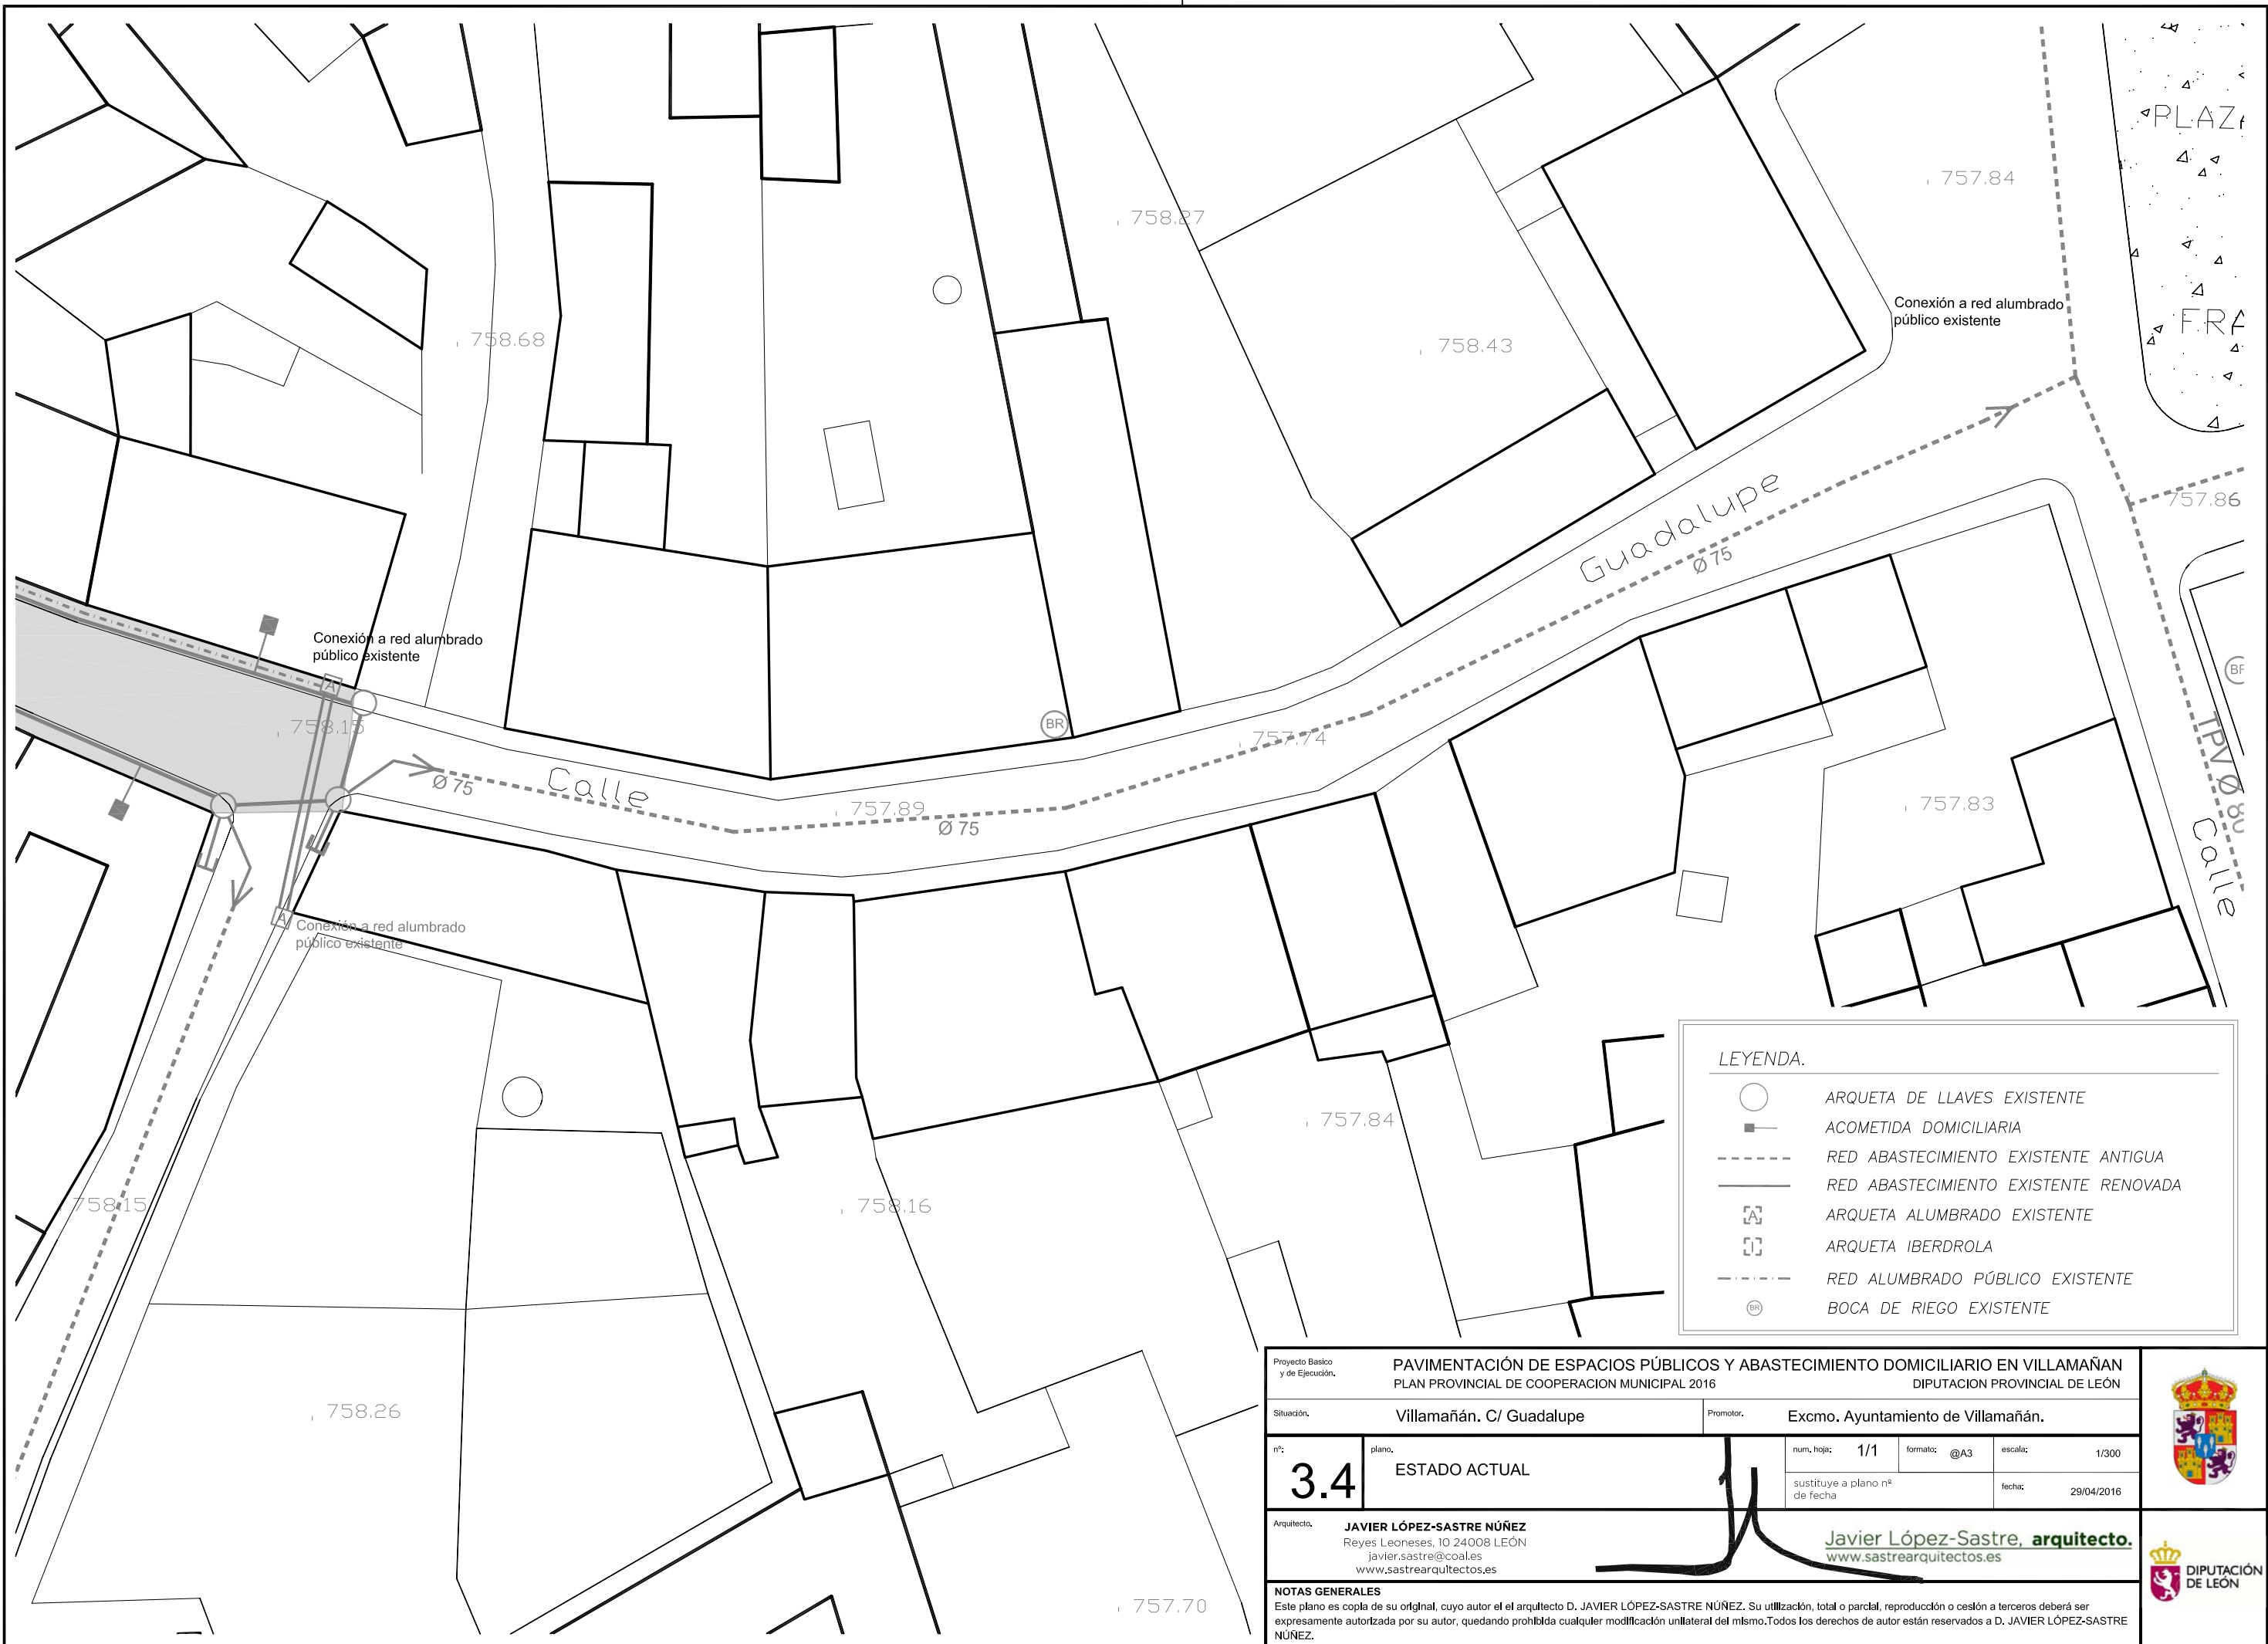 PLAZA
757.84
758.27
Conexión a red alumbrado
público existente
FRA
758.68
758.43
757.86
Guadalupe
Ø 75
Conexión a red alumbrado
público existente
A
758.15
BR
757.74
BR
TPV Ø 80
Ø 75
Calle
757.89
Ø 75
757.83
Calle
A
Conexión a red alumbrado
público existente
757.84
758.15
758.16
758.26
757.70
LEYENDA.
ARQUETA DE LLAVES EXISTENTE
ACOMETIDA DOMICILIARIA
RED ABASTECIMIENTO EXISTENTE ANTIGUA
RED ABASTECIMIENTO EXISTENTE RENOVADA
A ARQUETA ALUMBRADO EXISTENTE
I ARQUETA IBERDROLA
RED ALUMBRADO PÚBLICO EXISTENTE
BR BOCA DE RIEGO EXISTENTE
Proyecto Basico
y de Ejecución.
PAVIMENTACIÓN DE ESPACIOS PÚBLICOS Y ABASTECIMIENTO DOMICILIARIO EN VILLAMAÑAN
PLAN PROVINCIAL DE COOPERACION MUNICIPAL 2016 DIPUTACION PROVINCIAL DE LEÓN
Situación. Villamañán. C/ Guadalupe Promotor. Excmo. Ayuntamiento de Villamañán.
nº: 3.4 plano. ESTADO ACTUAL
num. hoja: 1/1 formato: @A3 escala: 1/300
sustituye a plano nº
de fecha
fecha: 29/04/2016
Arquitecto. JAVIER LÓPEZ-SASTRE NÚÑEZ
Reyes Leoneses, 10 24008 LEÓN
javier.sastre@coal.es
www.sastrearquitectos.es
Javier López-Sastre, arquitecto.
www.sastrearquitectos.es
DIPUTACIÓN
DE LEÓN
NOTAS GENERALES
Este plano es copia de su original, cuyo autor el el arquitecto D. JAVIER LÓPEZ-SASTRE NÚÑEZ. Su utilización, total o parcial, reproducción o cesión a terceros deberá ser
expresamente autorizada por su autor, quedando prohibida cualquier modificación unilateral del mismo.Todos los derechos de autor están reservados a D. JAVIER LÓPEZ-SASTRE
NÚÑEZ.